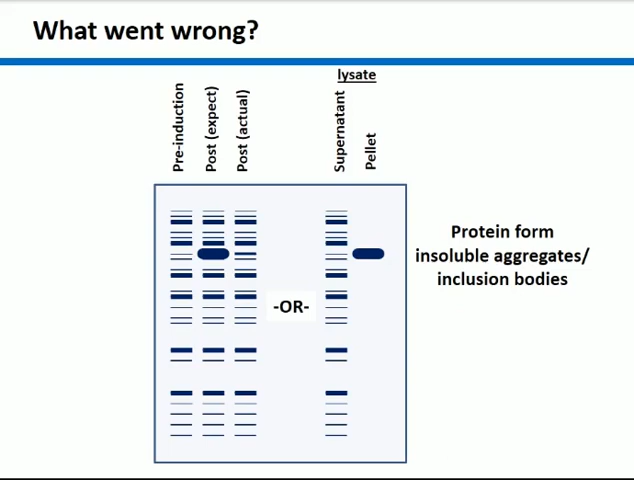 What went wrong?
lysate
Pre-induction
Post (expect)
Post (actual)
Supernatant
Pellet
Protein form
insoluble aggregates/
inclusion bodies
-OR-